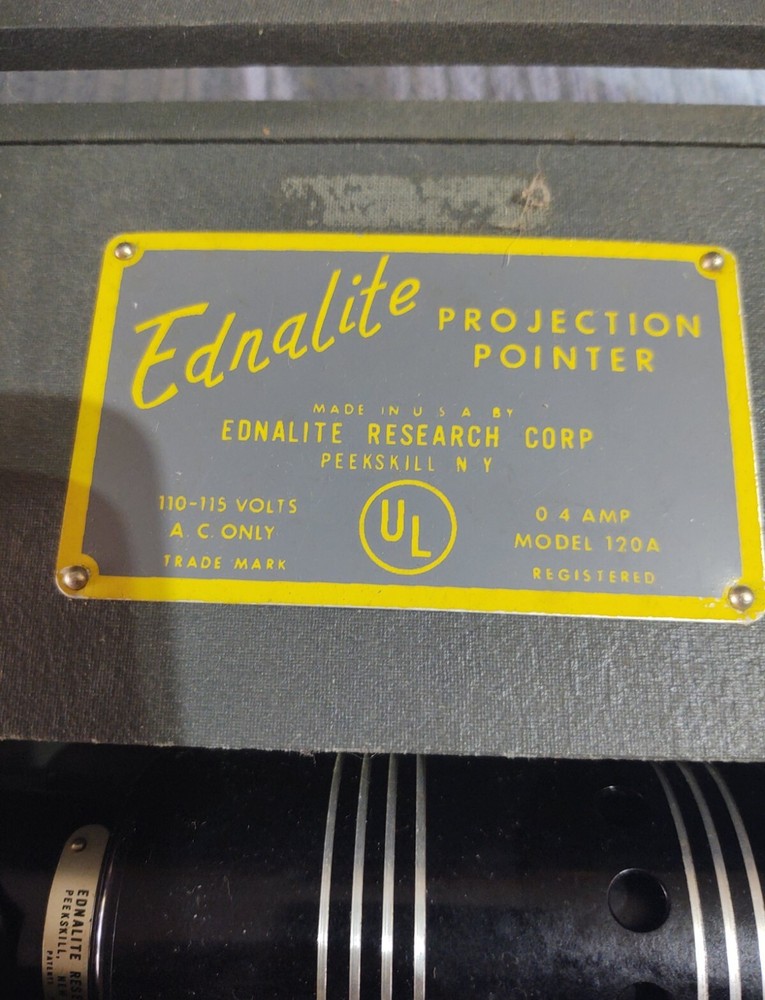 Ednalite PROJECTION
POINTER
MADE IN U S A BY
EDNALITE RESEARCH CORP
PEEKSKILL N Y
110-115 VOLTS
A.C. ONLY
TRADE MARK
UL
0 4 AMP
MODEL 120A
REGISTERED
EDNALITE RES
PEEKSKILL,